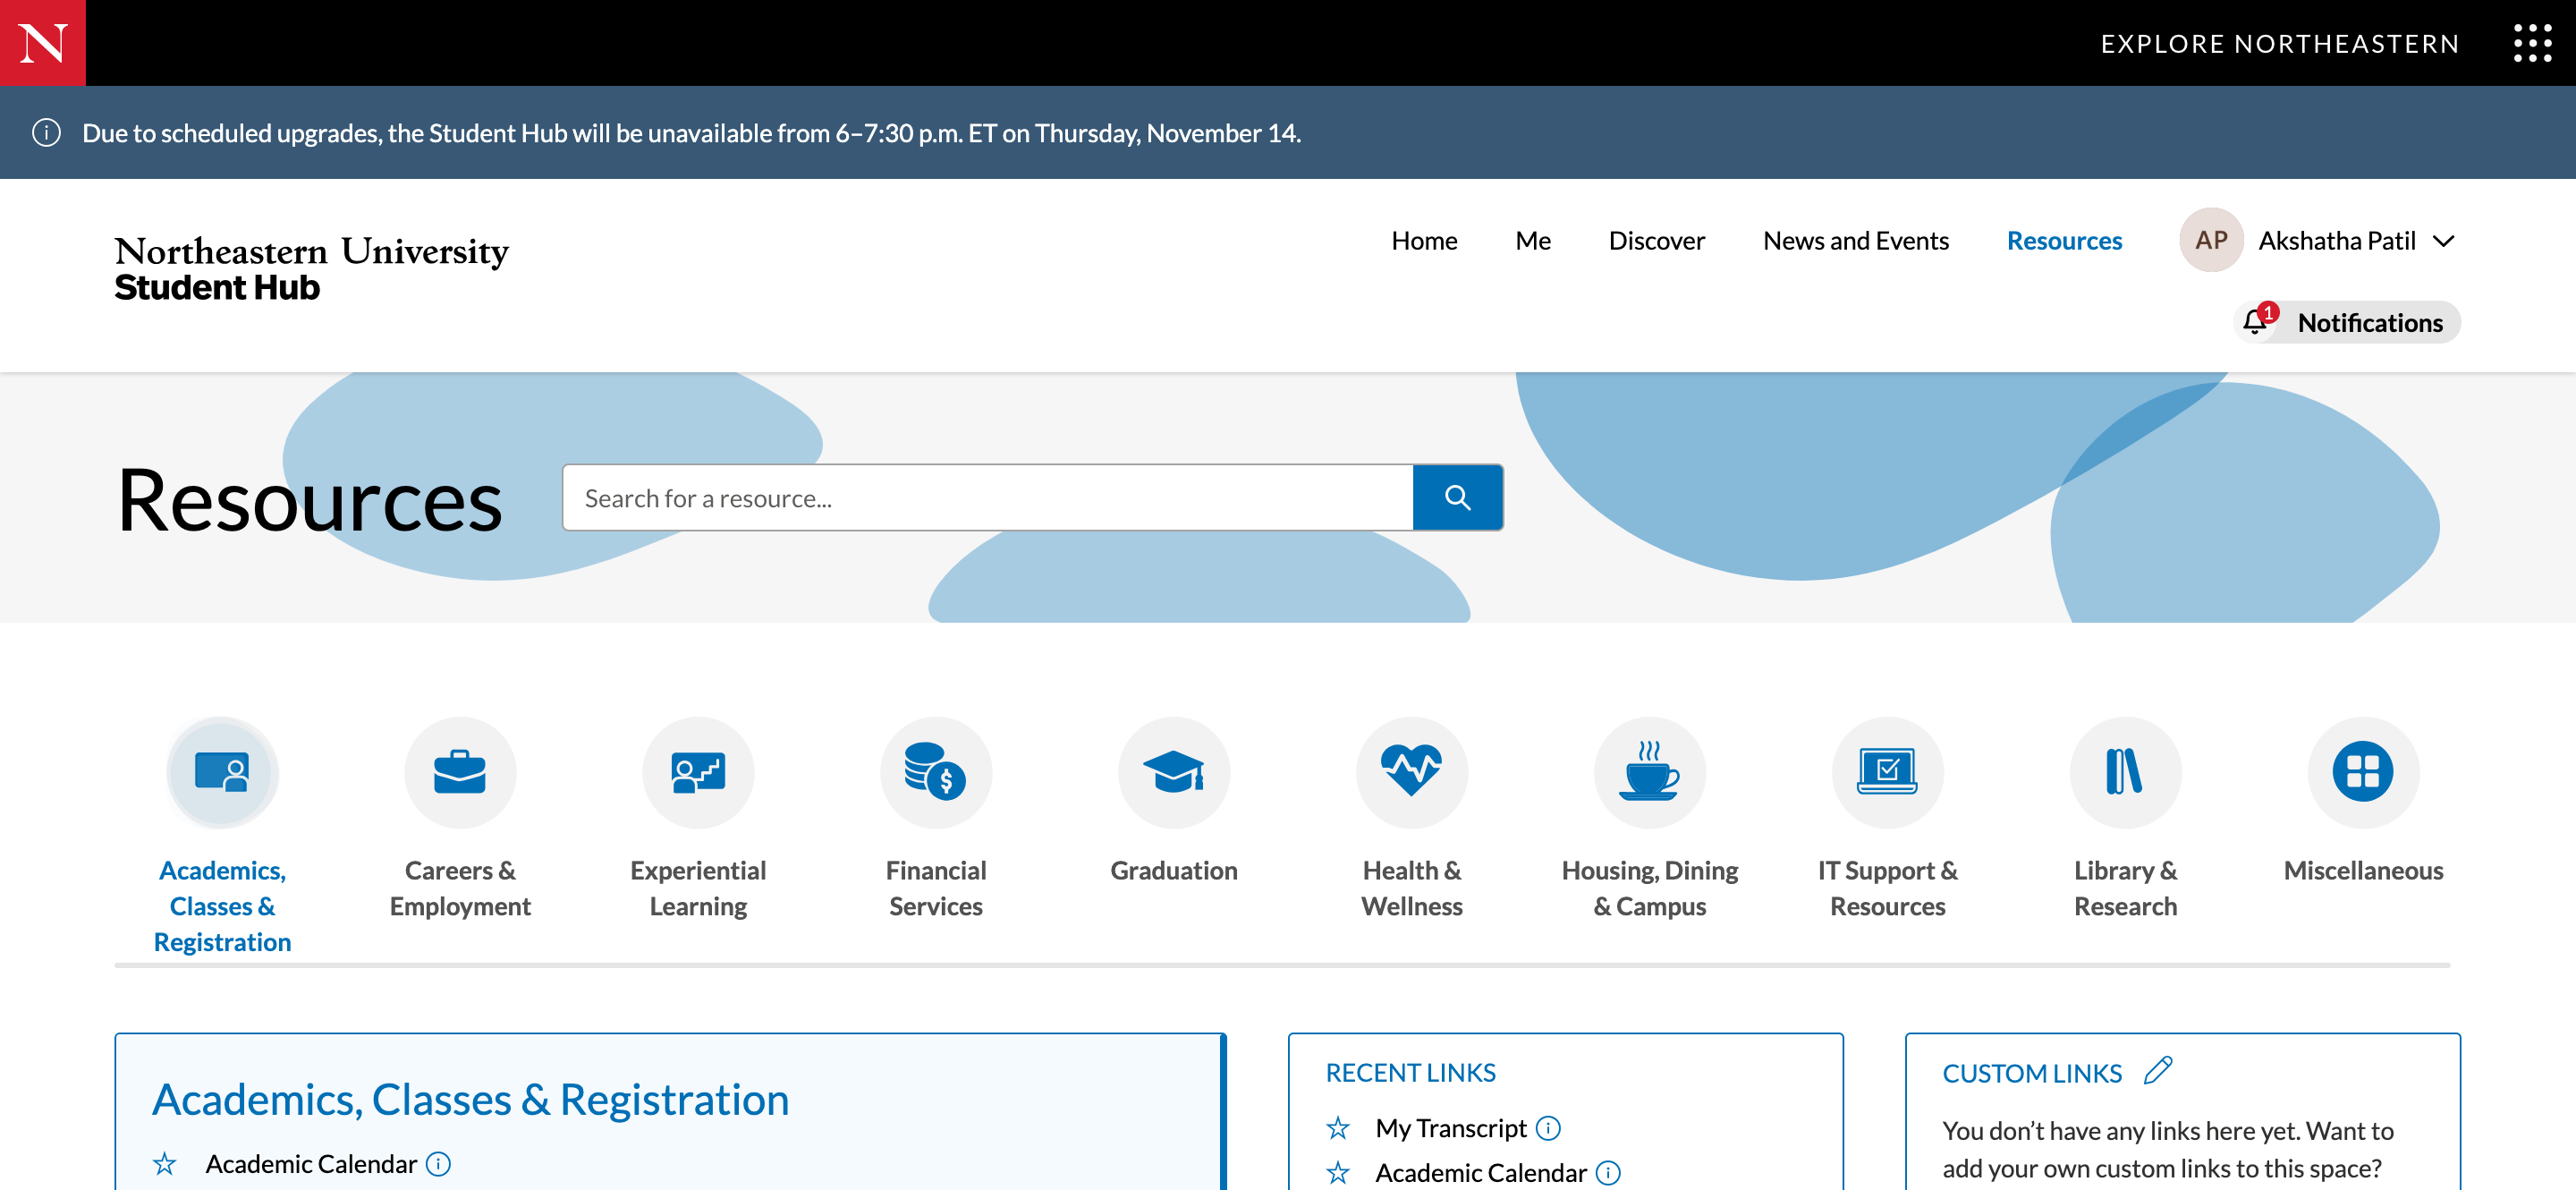 N
EXPLORE NORTHEASTERN
Due to scheduled upgrades, the Student Hub will be unavailable from 6–7:30 p.m. ET on Thursday, November 14.
Northeastern University
Student Hub
Home
Me
Discover
News and Events
Resources
AP
Akshatha Patil
1
Notifications
Resources
Search for a resource...
$
Academics,
Classes &
Registration
Careers &
Employment
Experiential
Learning
Financial
Services
Graduation
Health &
Wellness
Housing, Dining
& Campus
IT Support &
Resources
Library &
Research
Miscellaneous
Academics, Classes & Registration
Academic Calendar
RECENT LINKS
My Transcript
Academic Calendar
CUSTOM LINKS
You don’t have any links here yet. Want to
add your own custom links to this space?